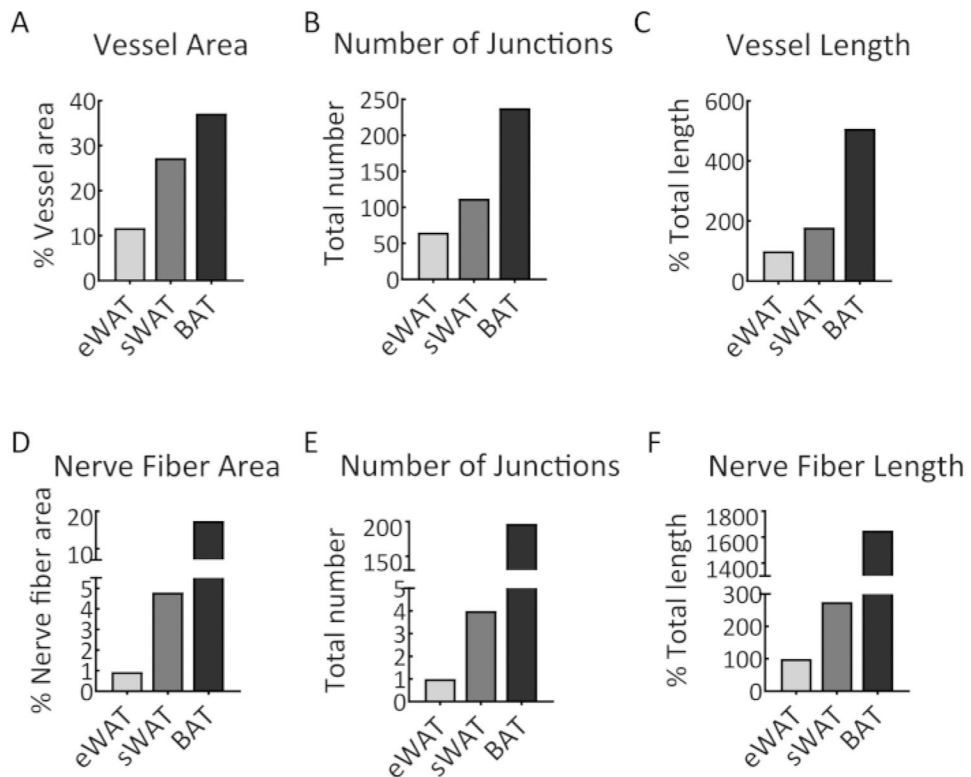 A
Vessel Area
% Vessel area
40
30
20
10
0
eWAT
sWAT
BAT
B
Number of Junctions
Total number
250
200
150
100
50
0
eWAT
sWAT
BAT
C
Vessel Length
% Total length
600
400
200
0
eWAT
sWAT
BAT
D
Nerve Fiber Area
% Nerve fiber area
20
10
5
4
3
2
1
0
eWAT
sWAT
BAT
E
Number of Junctions
Total number
200
150
5
4
3
2
1
0
eWAT
sWAT
BAT
F
Nerve Fiber Length
% Total length
1800
1600
1400
300
200
100
0
eWAT
sWAT
BAT